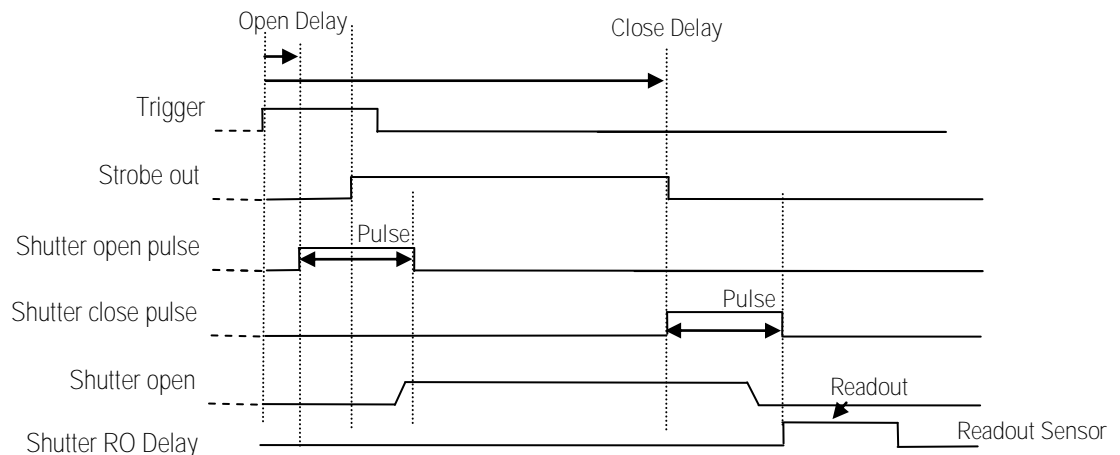 Open Delay
Close Delay
Trigger
Strobe out
Shutter open pulse
Pulse
Shutter close pulse
Pulse
Shutter open
Readout
Shutter RO Delay
Readout Sensor